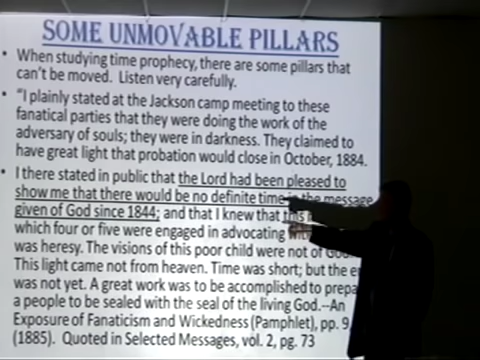 SOME UNMOVABLE PILLARS
• When studying time prophecy, there are some pillars that
can't be moved. Listen very carefully.
• "I plainly stated at the Jackson camp meeting to these
fanatical parties that they were doing the work of the
adversary of souls; they were in darkness. They claimed to
have great light that probation would close in October, 1884.
• I there stated in public that the Lord had been pleased to
show me that there would be no definite time in the message
given of God since 1844; and that I knew that this
which four or five were engaged in advocating
was heresy. The visions of this poor child were not of
This light came not from heaven. Time was short; but the
was not yet. A great work was to be accomplished to
a people to be sealed with the seal of the living God.--An
Exposure of Fanaticism and Wickedness (Pamphlet), pp. 9
(1885). Quoted in Selected Messages, vol. 2, pg. 73